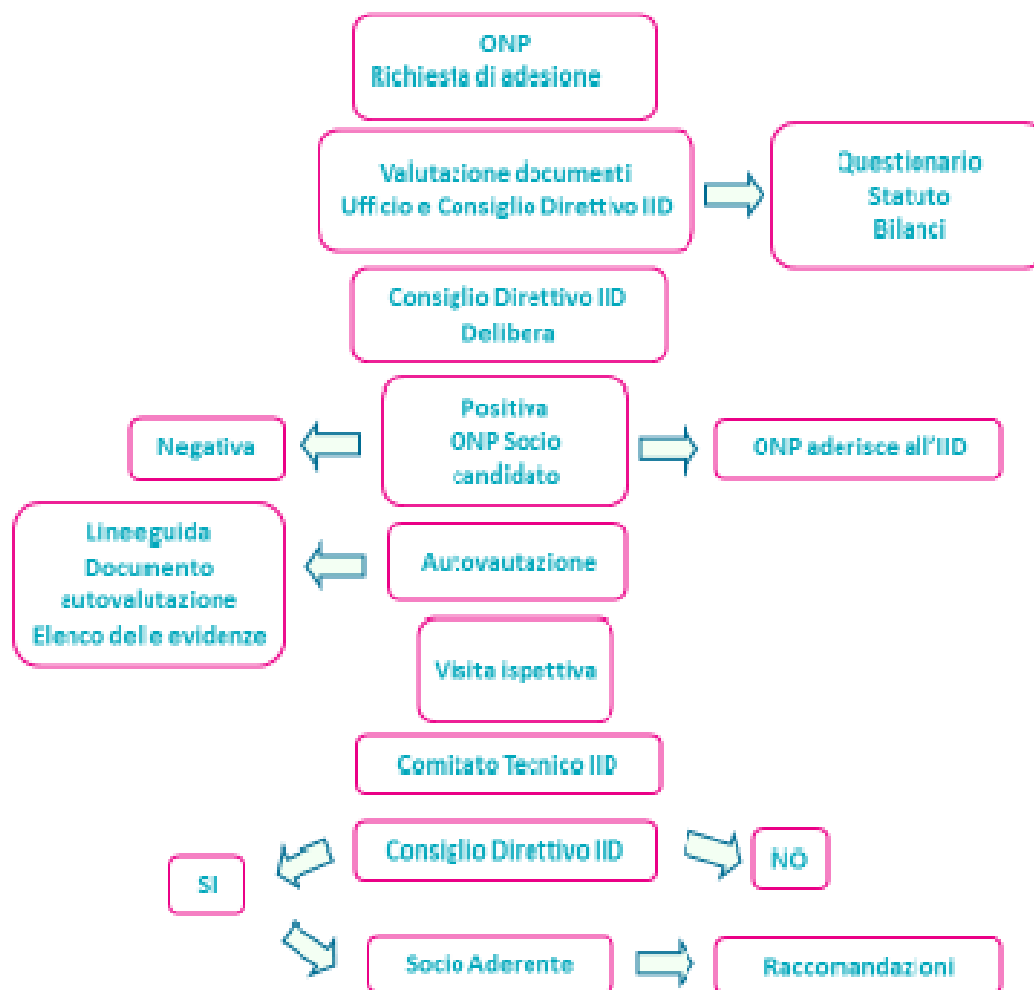 ONP
Richiesta di adesione
Valutazione documenti
Ufficio e Consiglio Direttivo IID
Questionario
Statuto
Bilanci
Consiglio Direttivo IID
Delibera
Negativa
Positiva
ONP Socio
candidato
ONP aderisce all'IID
Lineeguida
Documento
autovalutazione
Elenco delle evidenze
Autovautazione
Visita ispettiva
Comitato Tecnico IID
Consiglio Direttivo IID
SI
NO
Socio Aderente
Raccomandazioni